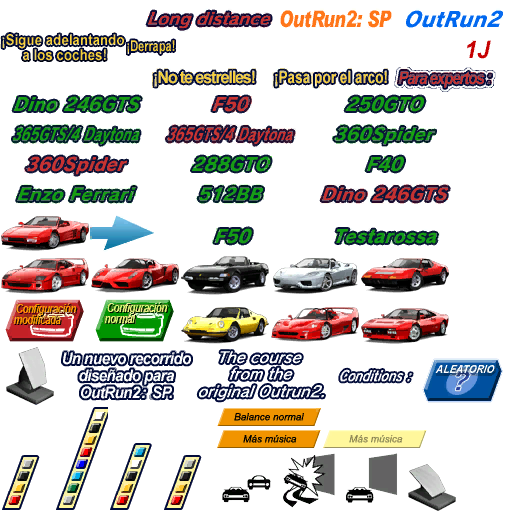 Long distance
OutRun2: SP
OutRun2
¡Sigue adelantando
a los coches!
¡Derrapa!
1J
¡No te estrelles!
¡Pasa por el arco!
Para expertos :
Dino 246GTS
F50
250GTO
365GTS/4 Daytona
365GTS/4 Daytona
360Spider
360Spider
288GTO
F40
Enzo Ferrari
512BB
Dino 246GTS
F50
Testarossa
Configuración
modificada
Configuración
normal
Un nuevo recorrido
diseñado para
OutRun2: SP.
The course
from the
original Outrun2.
Conditions :
ALEATORIO
?
Balance normal
Más música
Más música